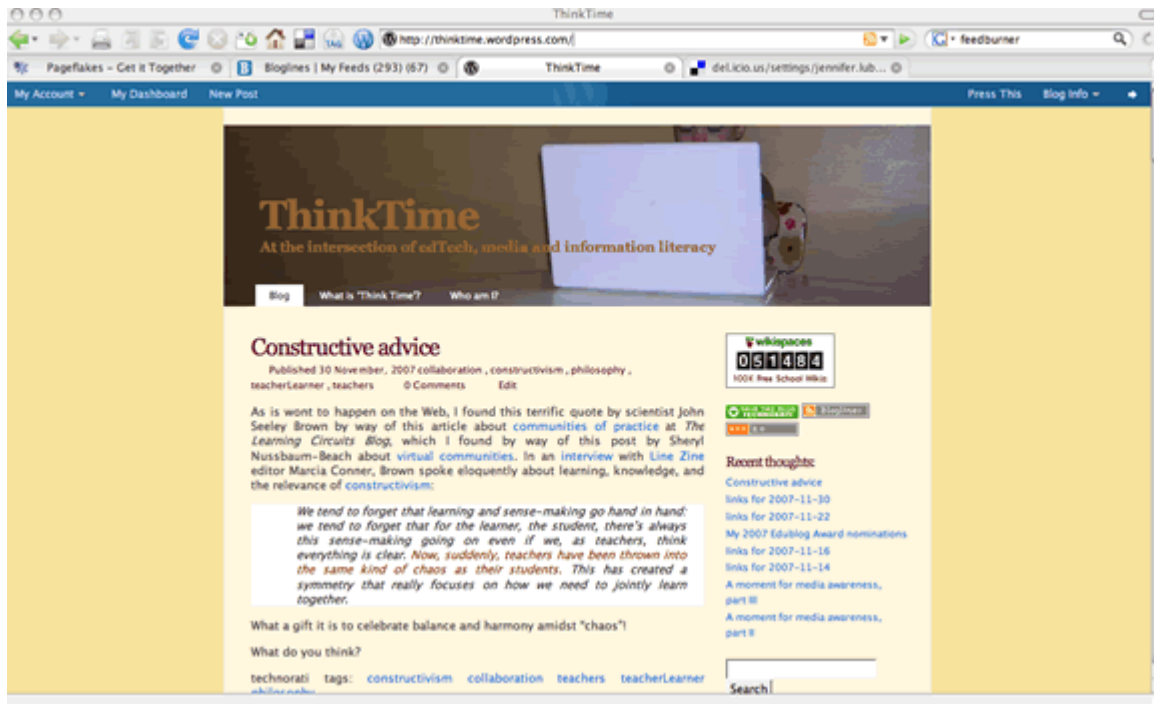 ThinkTime
http://thinktime.wordpress.com/
feedburner
Pageflakes - Get it Together
Bloglines | My Feeds (293) (67)
ThinkTime
del.icio.us/settings/jennifer.lub...
My Account
My Dashboard
New Post
Press This
Blog Info
ThinkTime
At the intersection of edTech, media and information literacy
Blog
What is 'Think Time'?
Who am I?
Constructive advice
Published 30 November, 2007 collaboration , constructivism , philosophy ,
teacherLearner , teachers 0 Comments Edit
As is wont to happen on the Web, I found this terrific quote by scientist John
Seeley Brown by way of this article about communities of practice at The
Learning Circuits Blog, which I found by way of this post by Sheryl
Nussbaum-Beach about virtual communities. In an interview with Line Zine
editor Marcia Conner, Brown spoke eloquently about learning, knowledge, and
the relevance of constructivism:
We tend to forget that learning and sense-making go hand in hand:
we tend to forget that for the learner, the student, there's always
this sense-making going on even if we, as teachers, think
everything is clear. Now, suddenly, teachers have been thrown into
the same kind of chaos as their students. This has created a
symmetry that really focuses on how we need to jointly learn
together.
What a gift it is to celebrate balance and harmony amidst "chaos"!
What do you think?
technorati tags: constructivism collaboration teachers teacherLearner
philosophy
wikispaces
051484
100K Free School Wikis
Bloglines
Recent thoughts:
Constructive advice
links for 2007-11-30
links for 2007-11-22
My 2007 Edublog Award nominations
links for 2007-11-16
links for 2007-11-14
A moment for media awareness,
part III
A moment for media awareness,
part II
Search